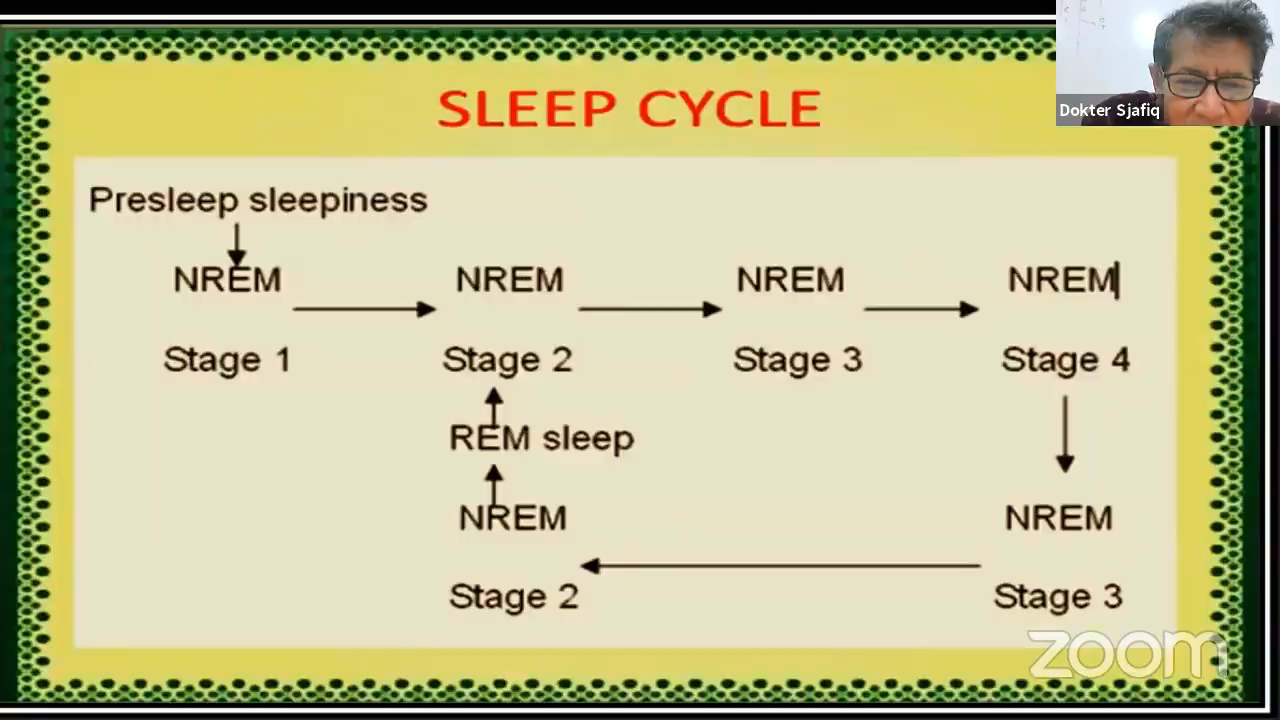 SLEEP CYCLE
Dokter Sjafiq
Presleep sleepiness
NREM NREM NREM NREM
Stage 1 Stage 2 Stage 3 Stage 4
REM sleep
NREM NREM
Stage 2 Stage 3
zoom